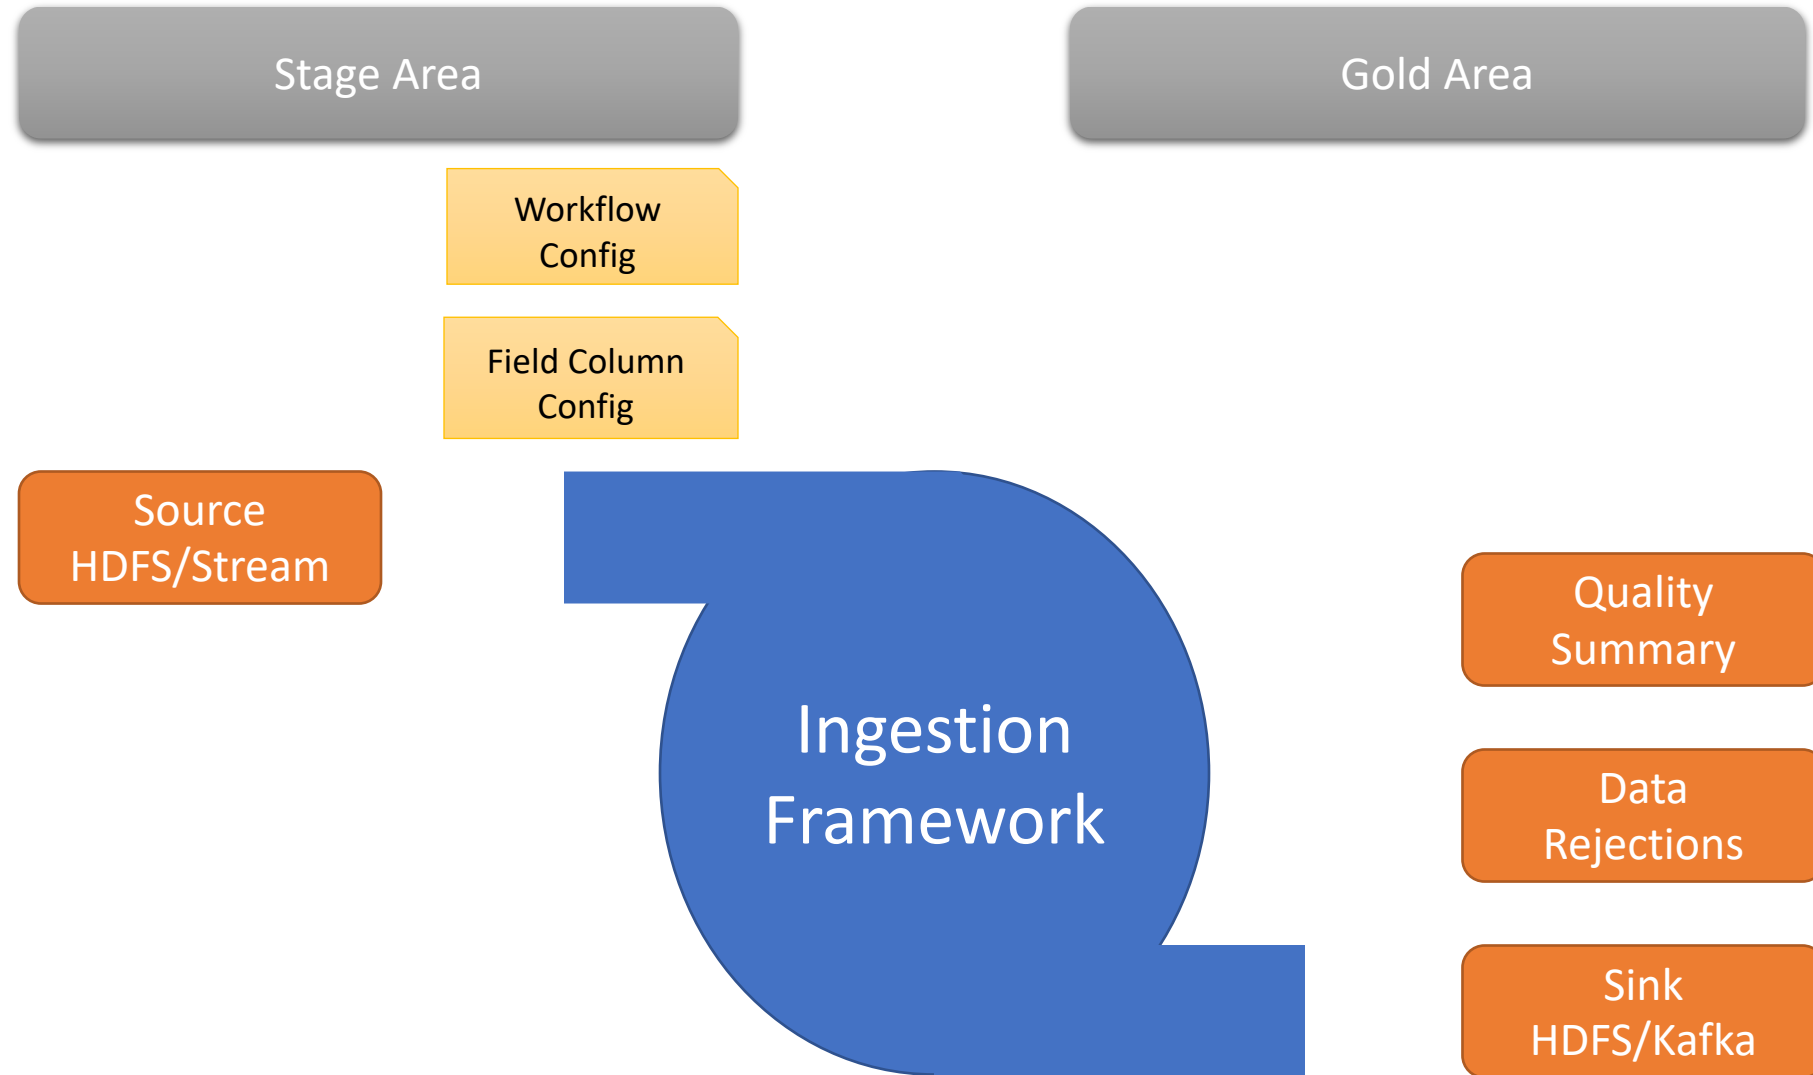 Stage Area
Gold Area
Workflow
Config
Field Column
Config
Source
HDFS/Stream
Quality
Summary
Ingestion
Framework
Data
Rejections
Sink
HDFS/Kafka